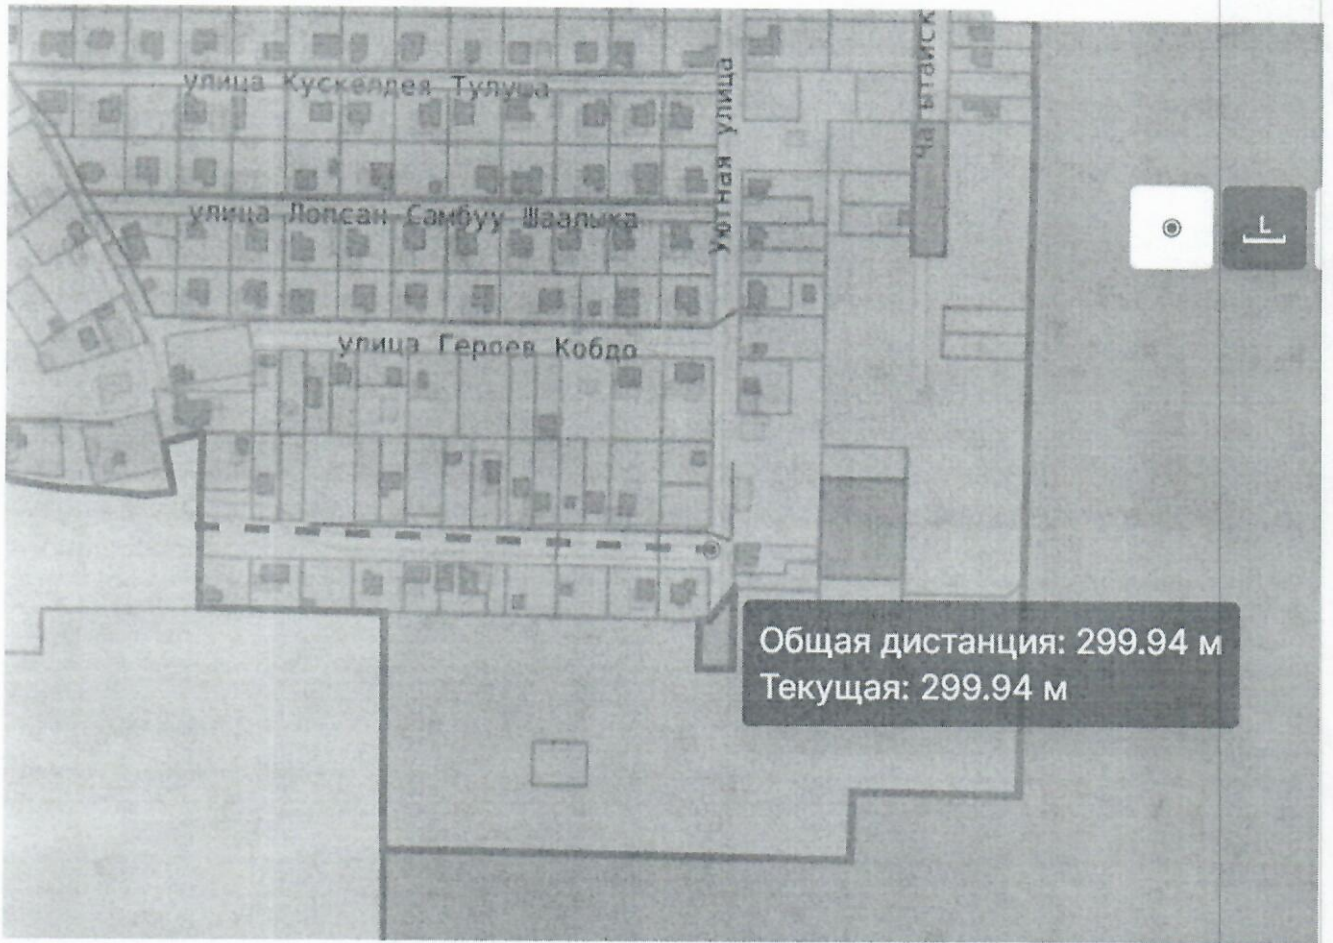 улица Кускелдея Тулуша
Уютная улица
улица Лопсан Самбуу Шаалыка
улица Героев Кобдо
L
Общая дистанция: 299.94 м
Текущая: 299.94 м